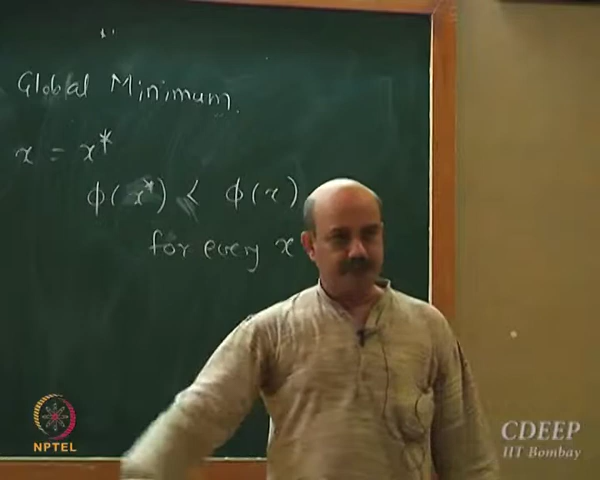 Global Minimum.
x = x*
ϕ(x*) < ϕ(x)
for every x
NPTEL
CDEEP
IIT Bombay